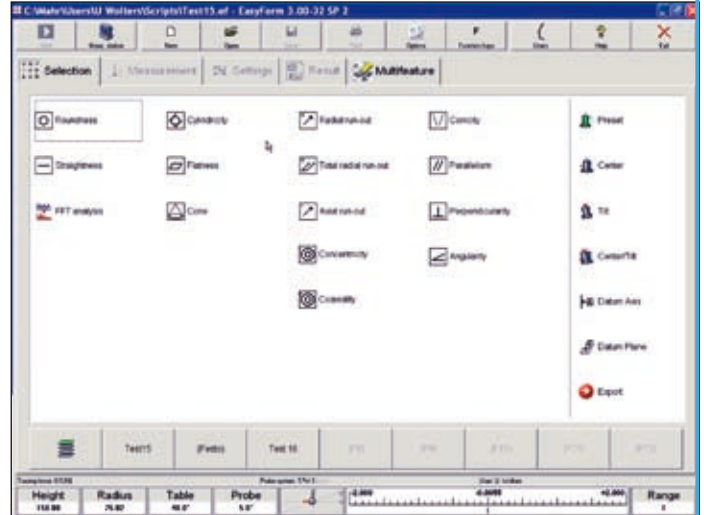 C:\Mahr\Users\U Wolters\Scripts\Test15.ef - EasyForm 3.00-32 SP 2
New
Open
Options
Users
Help
Exit
Selection
Measurement
Settings
Result
Multifeature
Roundness
Cylindricity
Radial run-out
Conicity
Preset
Straightness
Flatness
Total radial run-out
Parallelism
Center
FFT analysis
Cone
Axial run-out
Perpendicularity
Tilt
Concentricity
Angularity
Center/Tilt
Coaxiality
Datum Axis
Datum Plane
Export
Test15
Test 16
Height
Radius
Table
Probe
Range